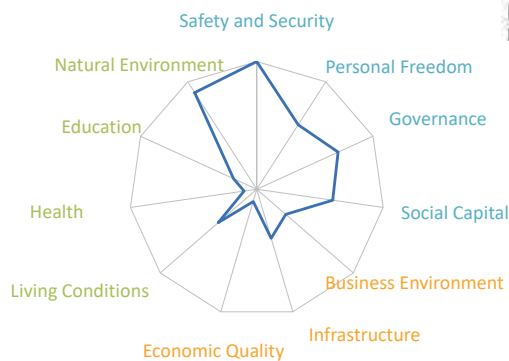 Safety and Security
Natural Environment
Personal Freedom
Education
Governance
Health
Social Capital
Living Conditions
Business Environment
Infrastructure
Economic Quality